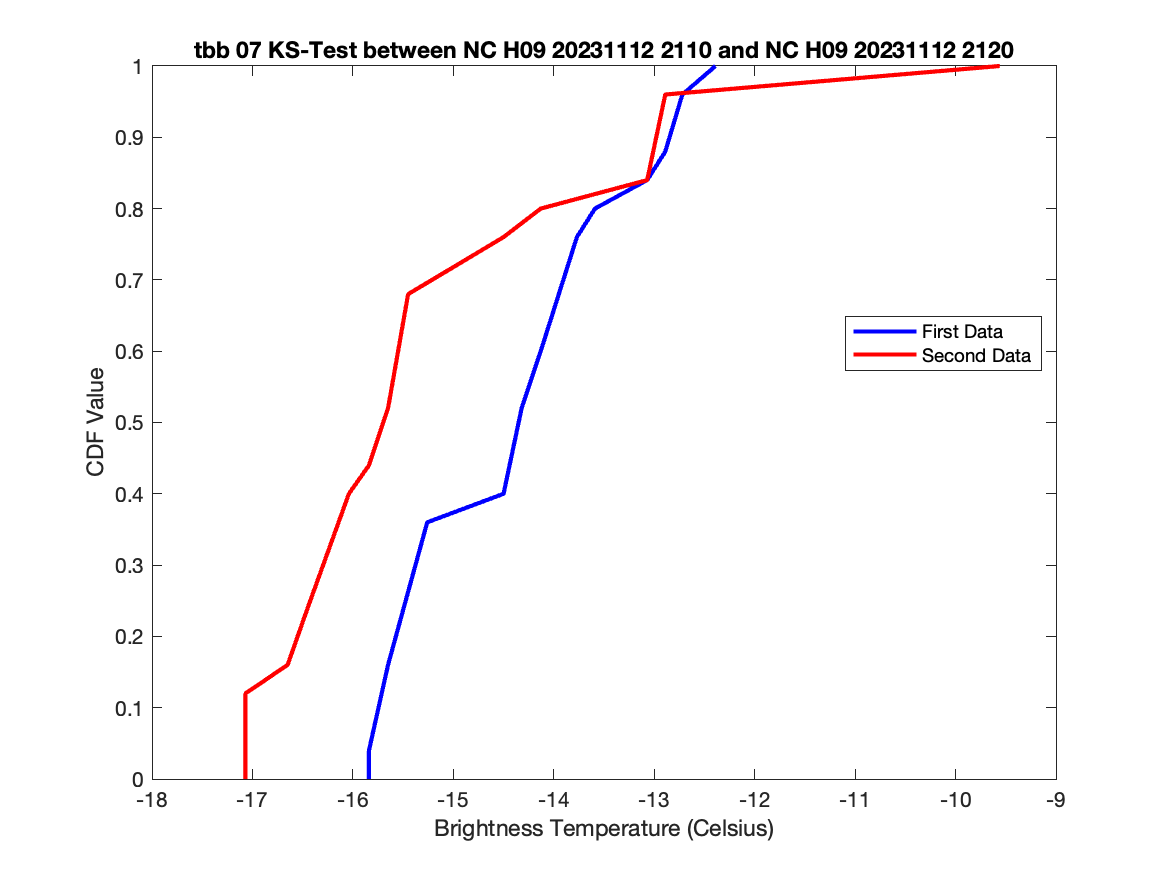 tbb 07 KS-Test between NC H09 20231112 2110 and NC H09 20231112 2120
1
0.9
0.8
0.7
0.6
0.5
0.4
0.3
0.2
0.1
0
CDF Value
First Data
Second Data
-18 -17 -16 -15 -14 -13 -12 -11 -10 -9
Brightness Temperature (Celsius)